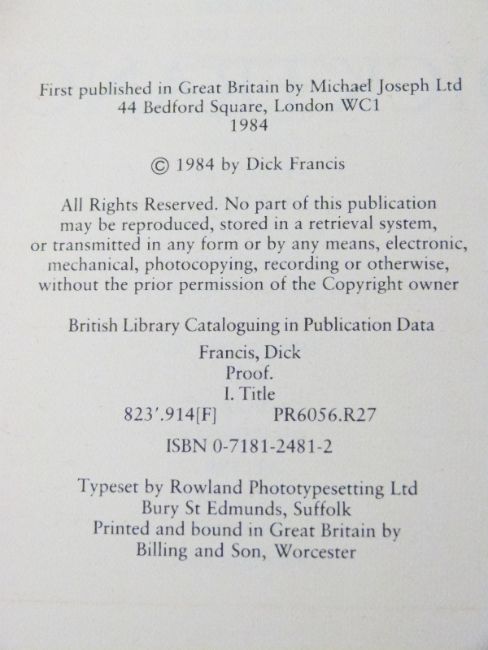 First published in Great Britain by Michael Joseph Ltd
44 Bedford Square, London WC1
1984
© 1984 by Dick Francis
All Rights Reserved. No part of this publication
may be reproduced, stored in a retrieval system,
or transmitted in any form or by any means, electronic,
mechanical, photocopying, recording or otherwise,
without the prior permission of the Copyright owner
British Library Cataloguing in Publication Data
Francis, Dick
Proof.
I. Title
823'.914[F] PR6056.R27
ISBN 0-7181-2481-2
Typeset by Rowland Phototypesetting Ltd
Bury St Edmunds, Suffolk
Printed and bound in Great Britain by
Billing and Son, Worcester